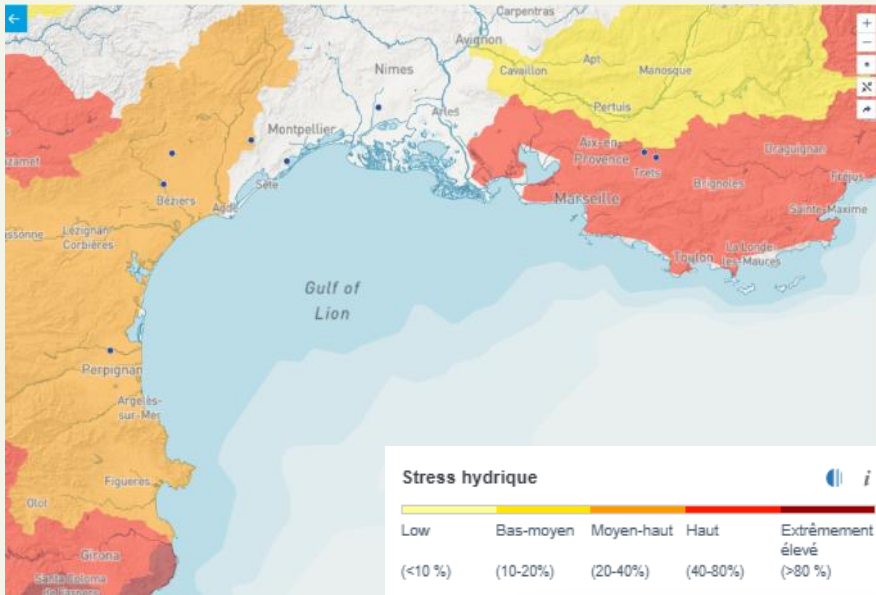 Carpentras
Avignon
Nimes
Apt
Cavaillon
Manosque
Pertuis
Arles
Montpellier
Aix-en-
Provence
Trets
Draguignan
Brignoles
Fréjus
Sète
Béziers
Marseille
Sainte-Maxime
Lézignan-
Corbières
Toulon
La Londe-
les-Maures
Gulf of
Lion
Perpignan
Argelès-
sur-Mer
Figueres
Olot
Girona
Santa Coloma
Stress hydrique
i
Low
Bas-moyen
Moyen-haut
Haut
Extrêmement
élevé
(<10 %)
(10-20%)
(20-40%)
(40-80%)
(>80 %)